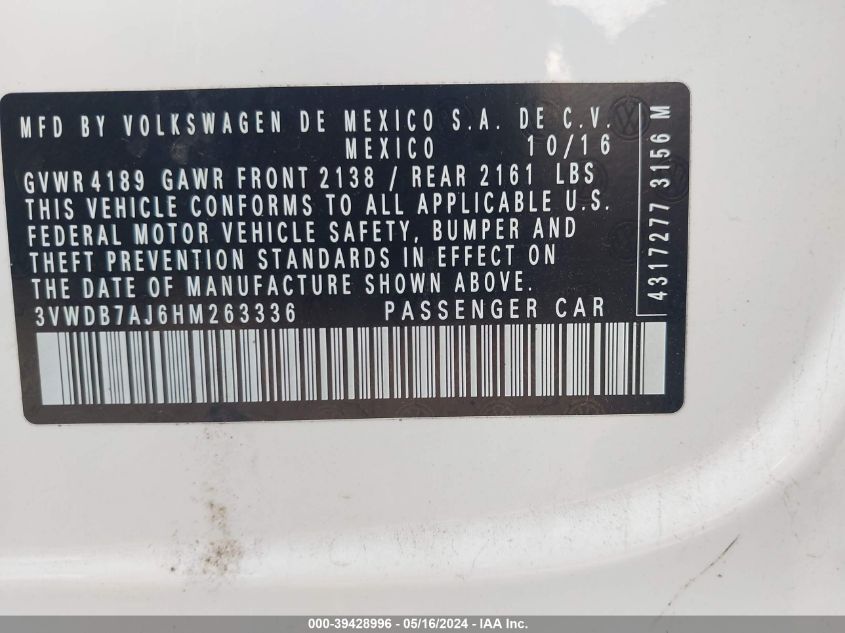 MFD BY VOLKSWAGEN DE MEXICO S.A. DE C.V.
MEXICO 10/16
GVWR 4189 GAWR FRONT 2138 / REAR 2161 LBS
THIS VEHICLE CONFORMS TO ALL APPLICABLE U.S.
FEDERAL MOTOR VEHICLE SAFETY, BUMPER AND
THEFT PREVENTION STANDARDS IN EFFECT ON
THE DATE OF MANUFACTURE SHOWN ABOVE.
3VWDB7AJ6HM263336 PASSENGER CAR
4317277 3156 M
000-39428996 - 05/16/2024 - IAA, Inc.